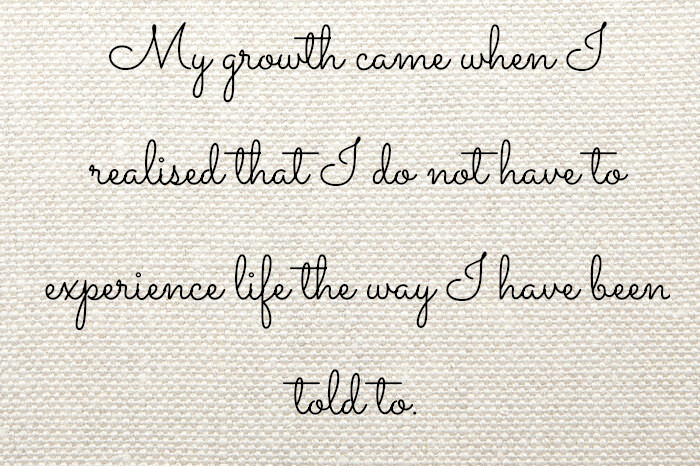 My growth came when I
realised that I do not have to
experience life the way I have been
told to.